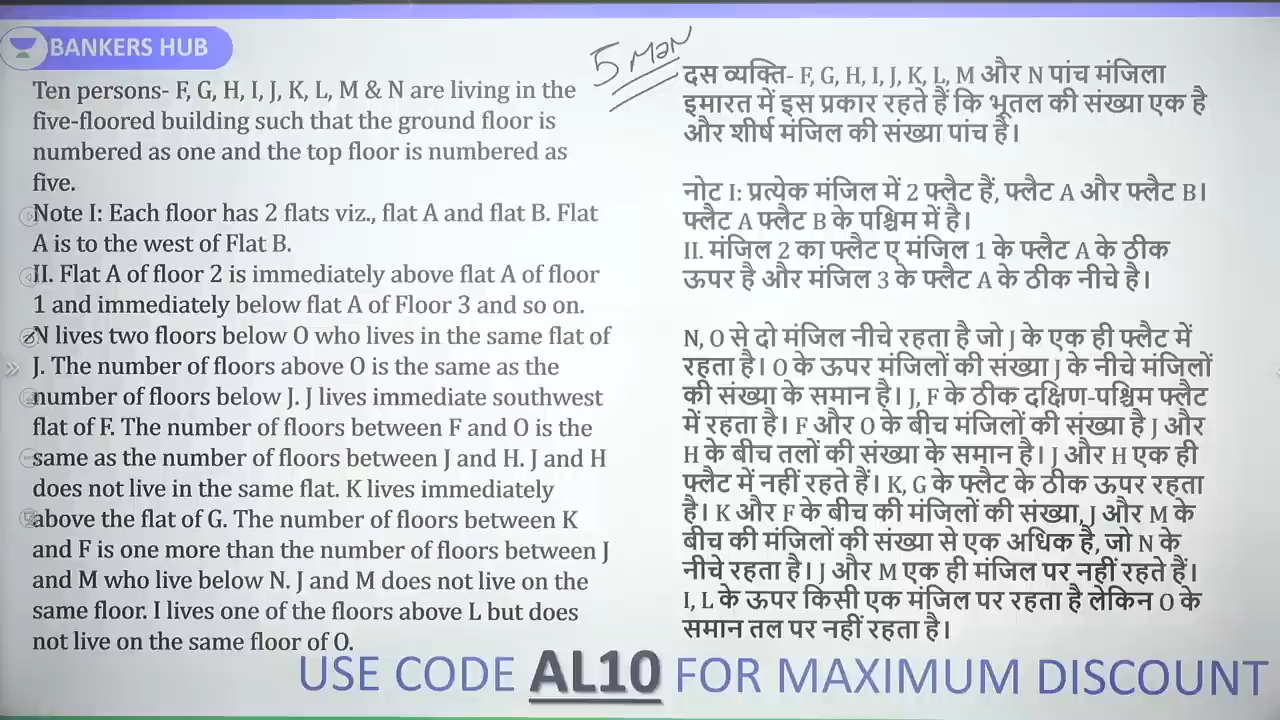 BANKERS HUB
5 Man
Ten persons- F, G, H, I, J, K, L, M & N are living in the
five-floored building such that the ground floor is
numbered as one and the top floor is numbered as
five.
Note I: Each floor has 2 flats viz., flat A and flat B. Flat
A is to the west of Flat B.
II. Flat A of floor 2 is immediately above flat A of floor
1 and immediately below flat A of Floor 3 and so on.
N lives two floors below O who lives in the same flat of
J. The number of floors above O is the same as the
number of floors below J. J lives immediate southwest
flat of F. The number of floors between F and O is the
same as the number of floors between J and H. J and H
does not live in the same flat. K lives immediately
above the flat of G. The number of floors between K
and F is one more than the number of floors between J
and M who live below N. J and M does not live on the
same floor. I lives one of the floors above L but does
not live on the same floor of O.
दस व्यक्ति- F, G, H, I, J, K, L, M और N पांच मंजिला
इमारत में इस प्रकार रहते हैं कि भूतल की संख्या एक है
और शीर्ष मंजिल की संख्या पांच है।
नोट I: प्रत्येक मंजिल में 2 फ्लैट हैं, फ्लैट A और फ्लैट B।
फ्लैट A फ्लैट B के पश्चिम में है।
II. मंजिल 2 का फ्लैट ए मंजिल 1 के फ्लैट A के ठीक
ऊपर है और मंजिल 3 के फ्लैट A के ठीक नीचे है।
N, O से दो मंजिल नीचे रहता है जो J के एक ही फ्लैट में
रहता है। O के ऊपर मंजिलों की संख्या J के नीचे मंजिलों
की संख्या के समान है। J, F के ठीक दक्षिण-पश्चिम फ्लैट
में रहता है। F और O के बीच मंजिलों की संख्या है J और
H के बीच तलों की संख्या के समान है। J और H एक ही
फ्लैट में नहीं रहते हैं। K, G के फ्लैट के ठीक ऊपर रहता
है। K और F के बीच की मंजिलों की संख्या, J और M के
बीच की मंजिलों की संख्या से एक अधिक है, जो N के
नीचे रहता है। J और M एक ही मंजिल पर नहीं रहते हैं।
I, L के ऊपर किसी एक मंजिल पर रहता है लेकिन O के
समान तल पर नहीं रहता है।
USE CODE AL10 FOR MAXIMUM DISCOUNT